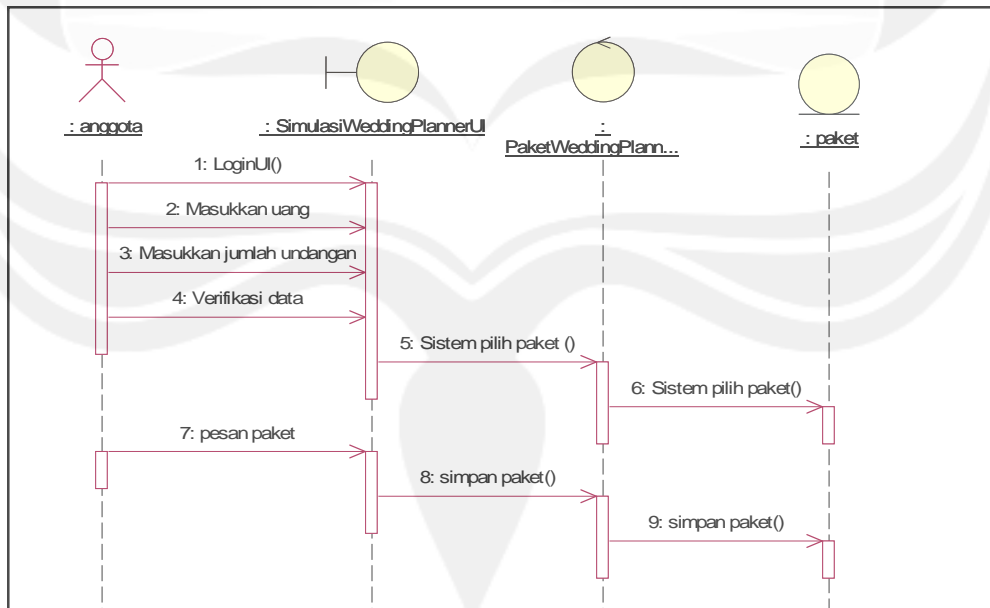 : anggota
: SimulasiWeddingPlannerUI
:
PaketWeddingPlann...
: paket
1: LoginUI()
2: Masukkan uang
3: Masukkan jumlah undangan
4: Verifikasi data
5: Sistem pilih paket ()
6: Sistem pilih paket()
7: pesan paket
8: simpan paket()
9: simpan paket()